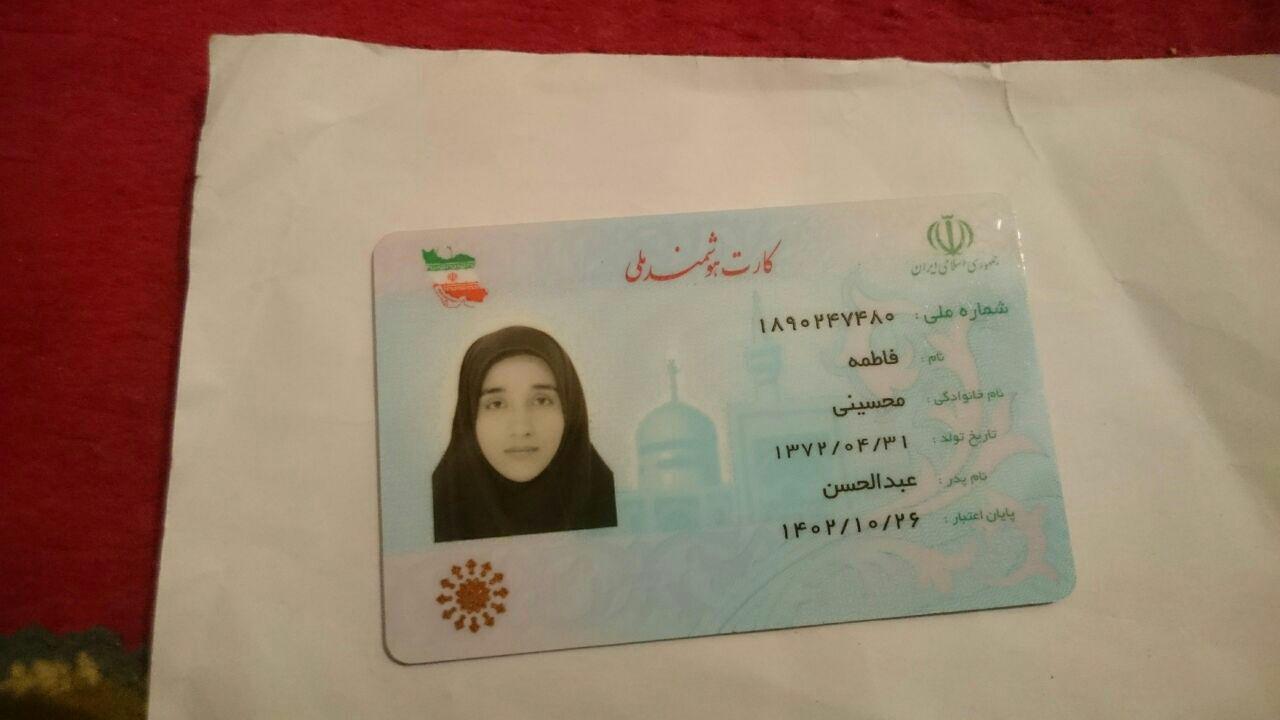 کارت هوشمند ملی
جمهوری اسلامی ایران
شماره ملی: ۱۸۹۰۲۴۷۴۸۰
نام: فاطمه
نام خانوادگی: محسینی
تاریخ تولد: ۱۳۷۲/۰۴/۳۱
نام پدر: عبدالحسن
پایان اعتبار: ۱۴۰۲/۱۰/۲۶